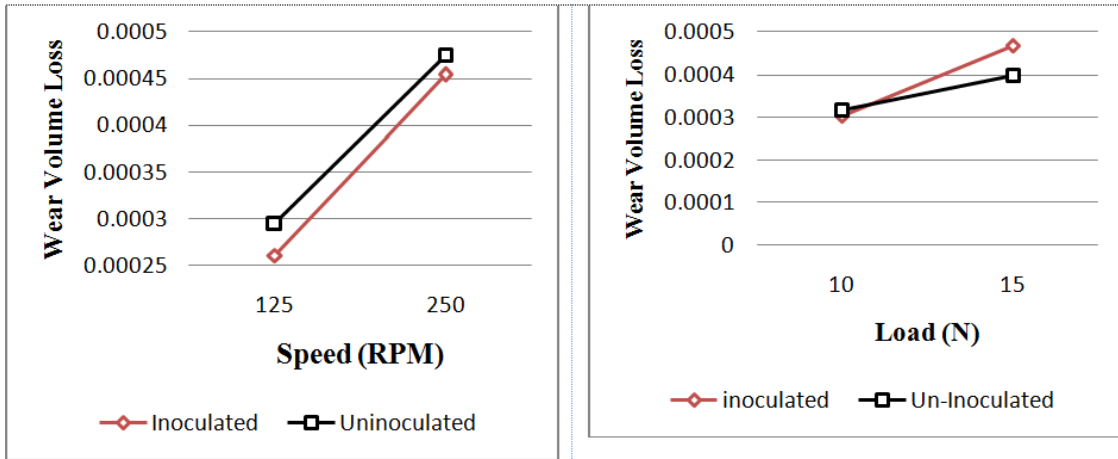 Wear Volume Loss
0.0005
0.00045
0.0004
0.00035
0.0003
0.00025
125 250
Speed (RPM)
Inoculated Uninoculated
Wear Volume Loss
0.0005
0.0004
0.0003
0.0002
0.0001
0
10 15
Load (N)
inoculated Un-Inoculated